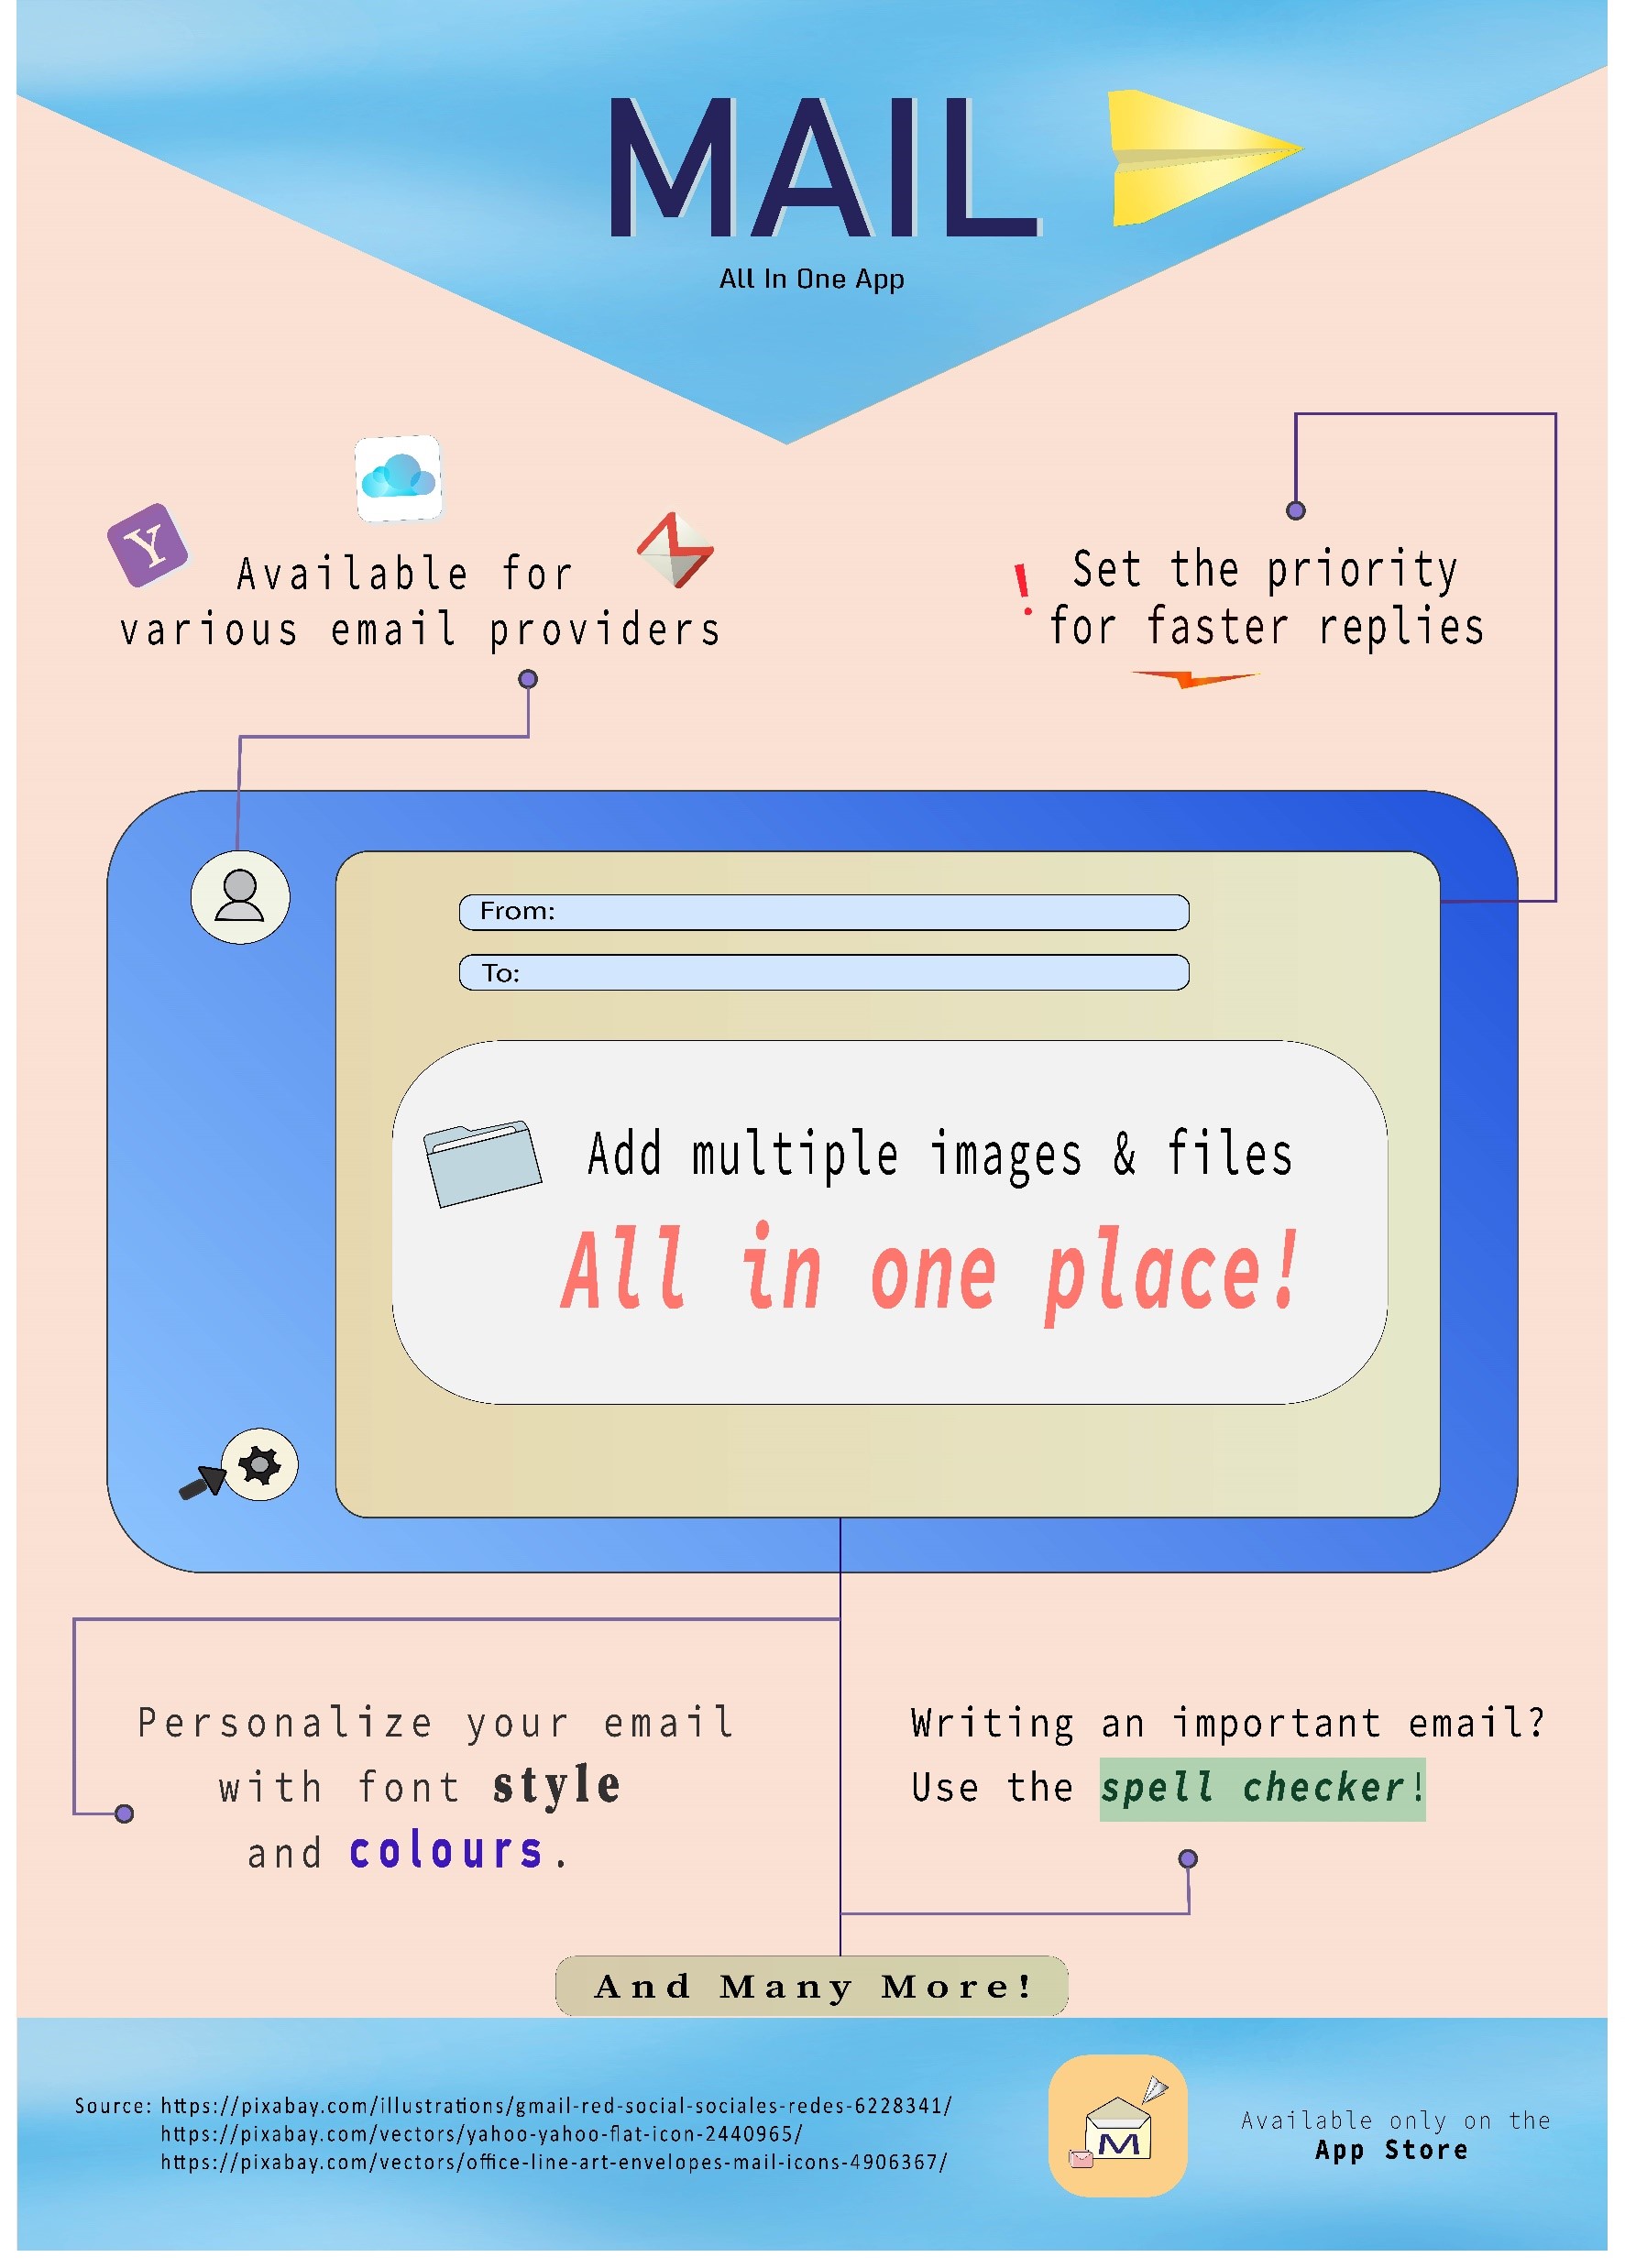 MAIL
All In One App
Y
Available for
various email providers
! Set the priority
for faster replies
From:
To:
Add multiple images & files
All in one place!
Personalize your email
with font style
and colours.
Writing an important email?
Use the spell checker!
And Many More!
Source: https://pixabay.com/illustrations/gmail-red-social-sociales-redes-6228341/
https://pixabay.com/vectors/yahoo-yahoo-flat-icon-2440965/
https://pixabay.com/vectors/office-line-art-envelopes-mail-icons-4906367/
M
Available only on the
App Store